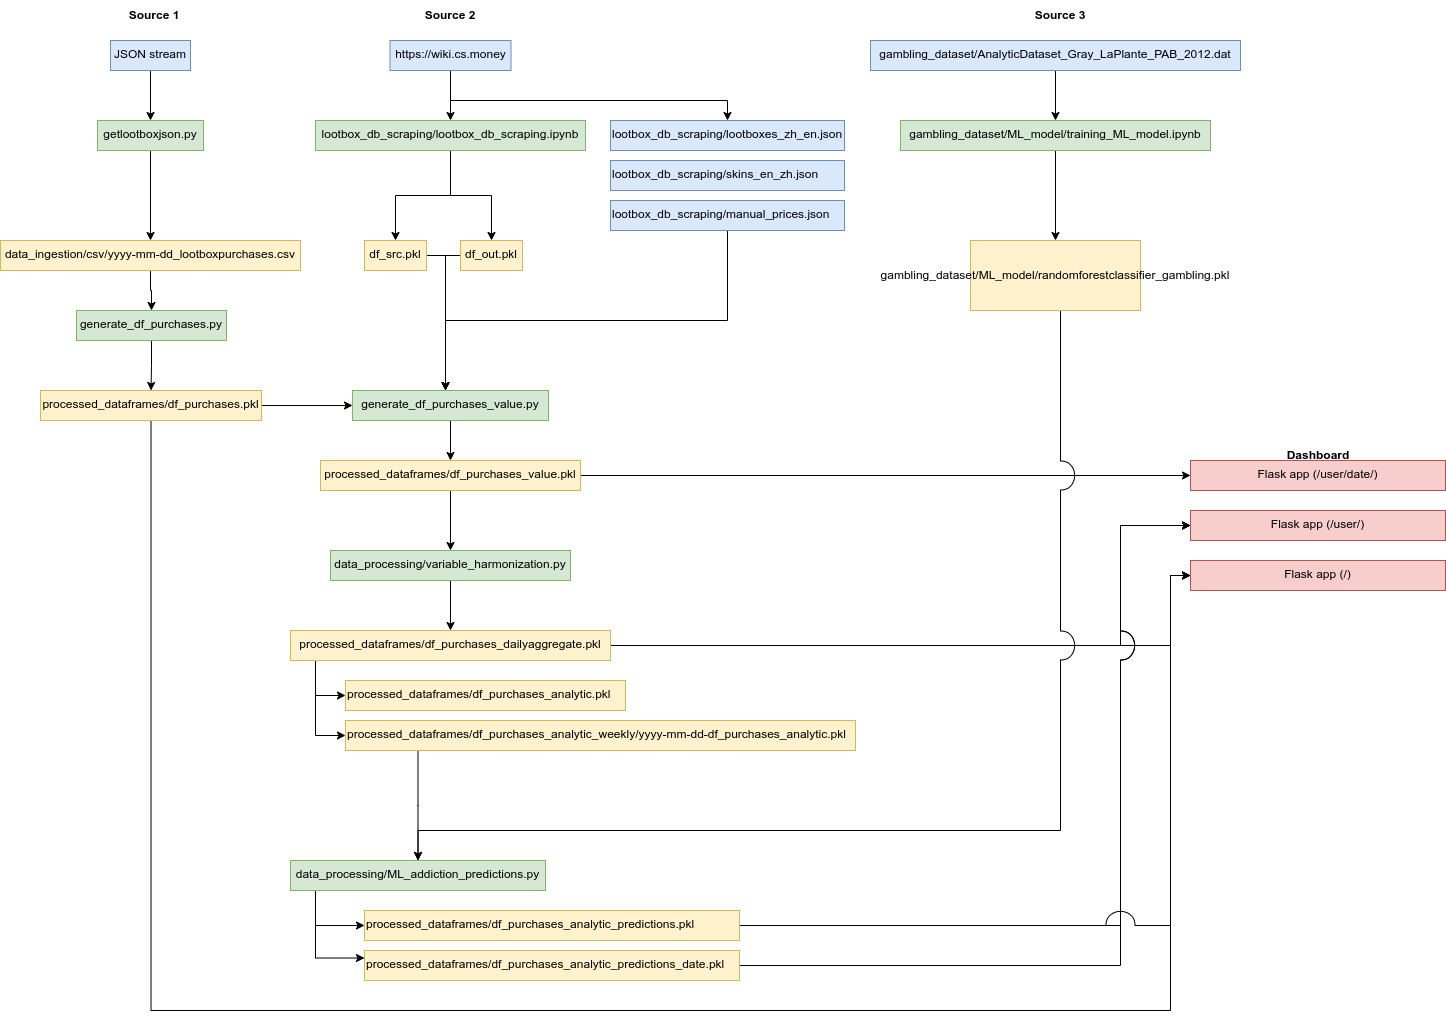 Source 1
Source 2
Source 3
JSON stream
https://wiki.cs.money
gambling_dataset/AnalyticDataset_Gray_LaPlante_PAB_2012.dat
getlootboxjson.py
lootbox_db_scraping/lootbox_db_scraping.ipynb
lootbox_db_scraping/lootboxes_zh_en.json
gambling_dataset/ML_model/training_ML_model.ipynb
lootbox_db_scraping/skins_en_zh.json
lootbox_db_scraping/manual_prices.json
data_ingestion/csv/yyyy-mm-dd_lootboxpurchases.csv
df_src.pkl
df_out.pkl
gambling_dataset/ML_model/randomforestclassifier_gambling.pkl
generate_df_purchases.py
processed_dataframes/df_purchases.pkl
generate_df_purchases_value.py
Dashboard
processed_dataframes/df_purchases_value.pkl
Flask app (/user/date/)
Flask app (/user/)
data_processing/variable_harmonization.py
Flask app (/)
processed_dataframes/df_purchases_dailyaggregate.pkl
processed_dataframes/df_purchases_analytic.pkl
processed_dataframes/df_purchases_analytic_weekly/yyyy-mm-dd-df_purchases_analytic.pkl
data_processing/ML_addiction_predictions.py
processed_dataframes/df_purchases_analytic_predictions.pkl
processed_dataframes/df_purchases_analytic_predictions_date.pkl